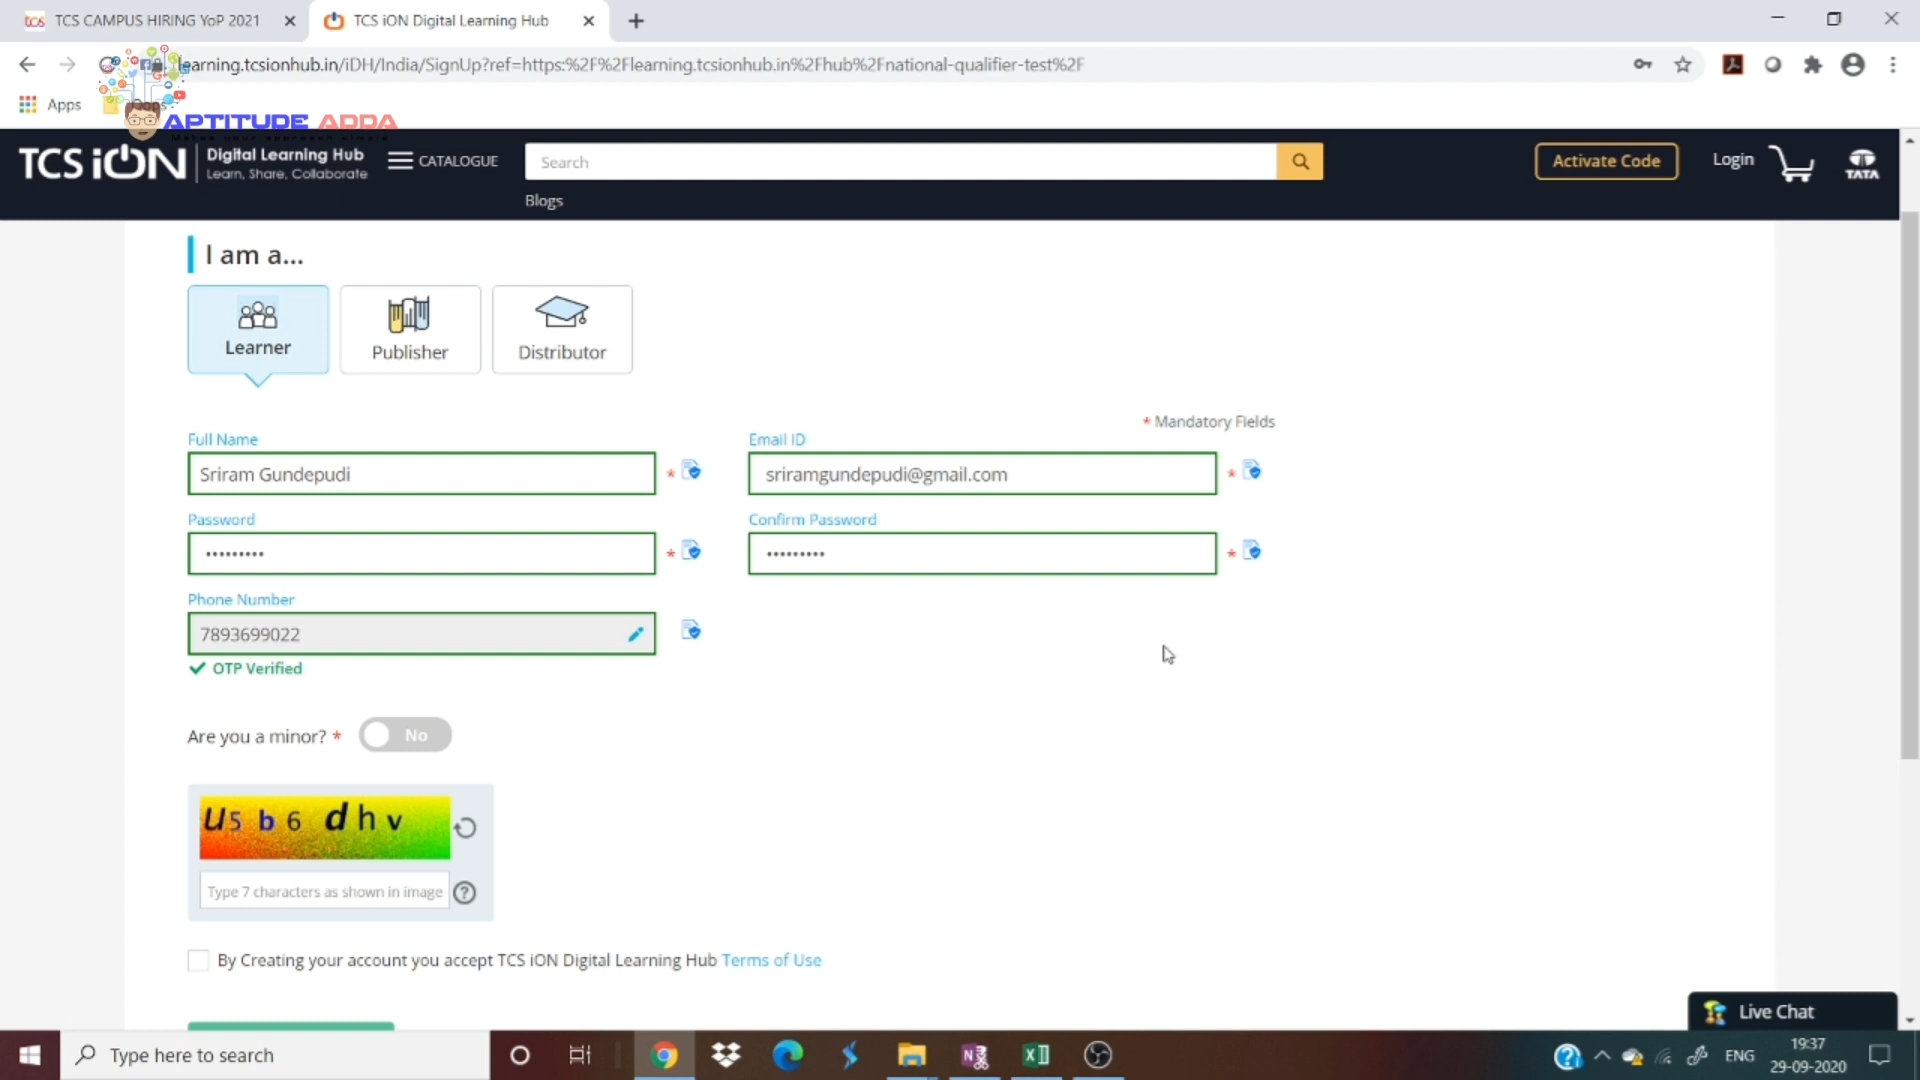 TCS CAMPUS HIRING YoP 2021
TCS iON Digital Learning Hub
learning.tcsionhub.in/iDH/India/SignUp?ref=https:%2F%2Flearning.tcsionhub.in%2Fhub%2Fnational-qualifier-test%2F
Apps
Oops
APTITUDE ADDA
TCS iON
Digital Learning Hub
Learn, Share, Collaborate
CATALOGUE
Search
Activate Code
Login
TATA
Blogs
I am a...
Learner
Publisher
Distributor
* Mandatory Fields
Full Name
Email ID
Sriram Gundepudi
*
sriramgundepudi@gmail.com
*
Password
Confirm Password
•••••••••
*
•••••••••
*
Phone Number
7893699022
OTP Verified
Are you a minor? *
No
u5 b 6 d h v
Type 7 characters as shown in image
By Creating your account you accept TCS iON Digital Learning Hub Terms of Use
Live Chat
Type here to search
ENG
19:37
29-09-2020